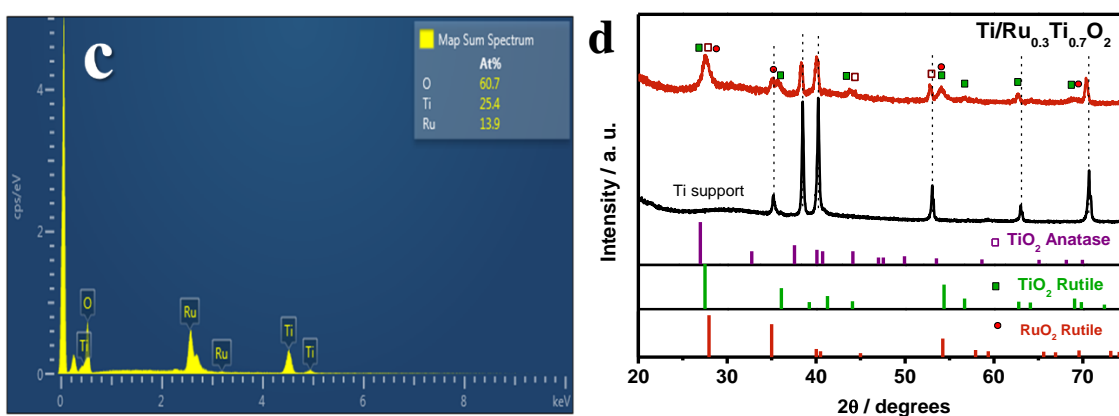 c
Map Sum Spectrum
At%
O 60.7
Ti 25.4
Ru 13.9
cps/eV
4
2
0
O
Ti
Ru
Ru
Ti
Ti
0 2 4 6 8 keV
d
Ti/Ru0.3Ti0.7O2
Intensity / a. u.
Ti support
TiO2 Anatase
TiO2 Rutile
RuO2 Rutile
20 30 40 50 60 70
2θ / degrees